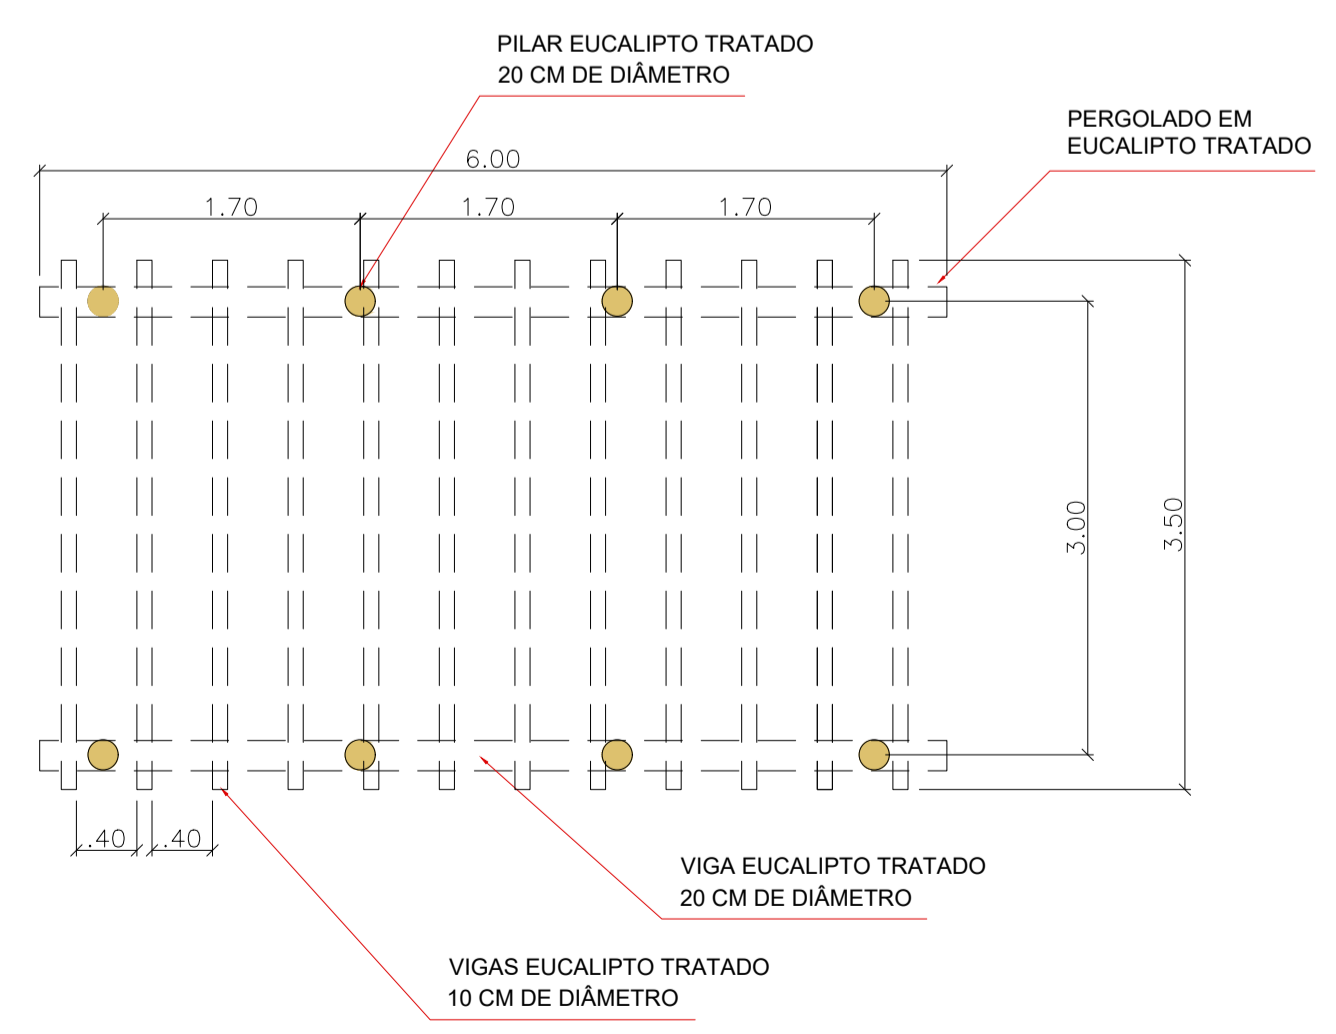 PILAR EUCALIPTO TRATADO
20 CM DE DIÂMETRO
PERGOLADO EM
EUCALIPTO TRATADO
6.00
1.70
1.70
1.70
3.00
3.50
.40
.40
VIGA EUCALIPTO TRATADO
20 CM DE DIÂMETRO
VIGAS EUCALIPTO TRATADO
10 CM DE DIÂMETRO